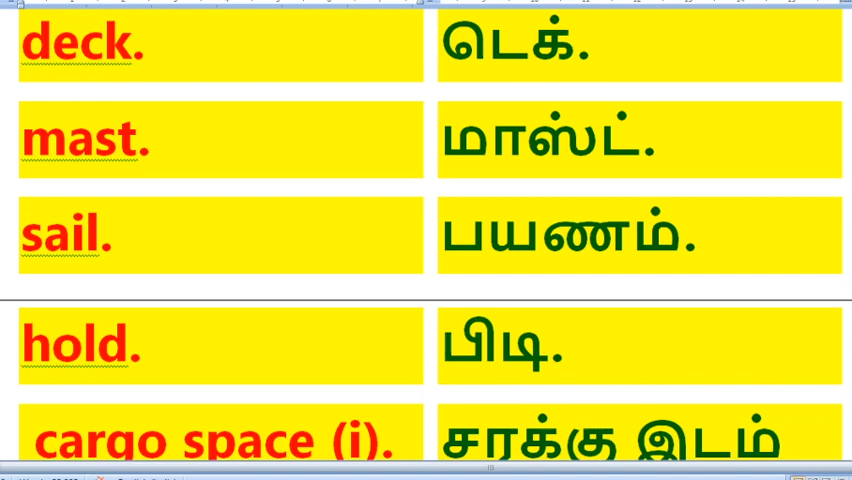 deck. டெக்.
mast. மாஸ்ட்.
sail. பயணம்.
hold. பிடி.
cargo space (i). சரக்கு இடம்